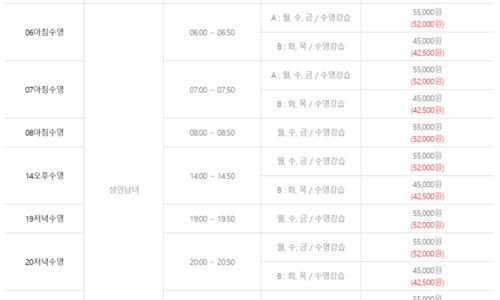 06아침수영
06:00 ~ 06:50
A : 월, 수, 금 / 수영강습
55,000원
(52,000원)
B : 화, 목 / 수영강습
45,000원
(42,500원)
07아침수영
07:00 ~ 07:50
A : 월, 수, 금 / 수영강습
55,000원
(52,000원)
B : 화, 목 / 수영강습
45,000원
(42,500원)
08아침수영
08:00 ~ 08:50
월, 수, 금 / 수영강습
55,000원
(52,000원)
14오후수영
성인남녀
14:00 ~ 14:50
월, 수, 금 / 수영강습
55,000원
(52,000원)
B : 화, 목 / 수영강습
45,000원
(42,500원)
19저녁수영
19:00 ~ 19:50
월, 수, 금 / 수영강습
55,000원
(52,000원)
20저녁수영
20:00 ~ 20:50
월, 수, 금 / 수영강습
55,000원
(52,000원)
B : 화, 목 / 수영강습
45,000원
(42,500원)